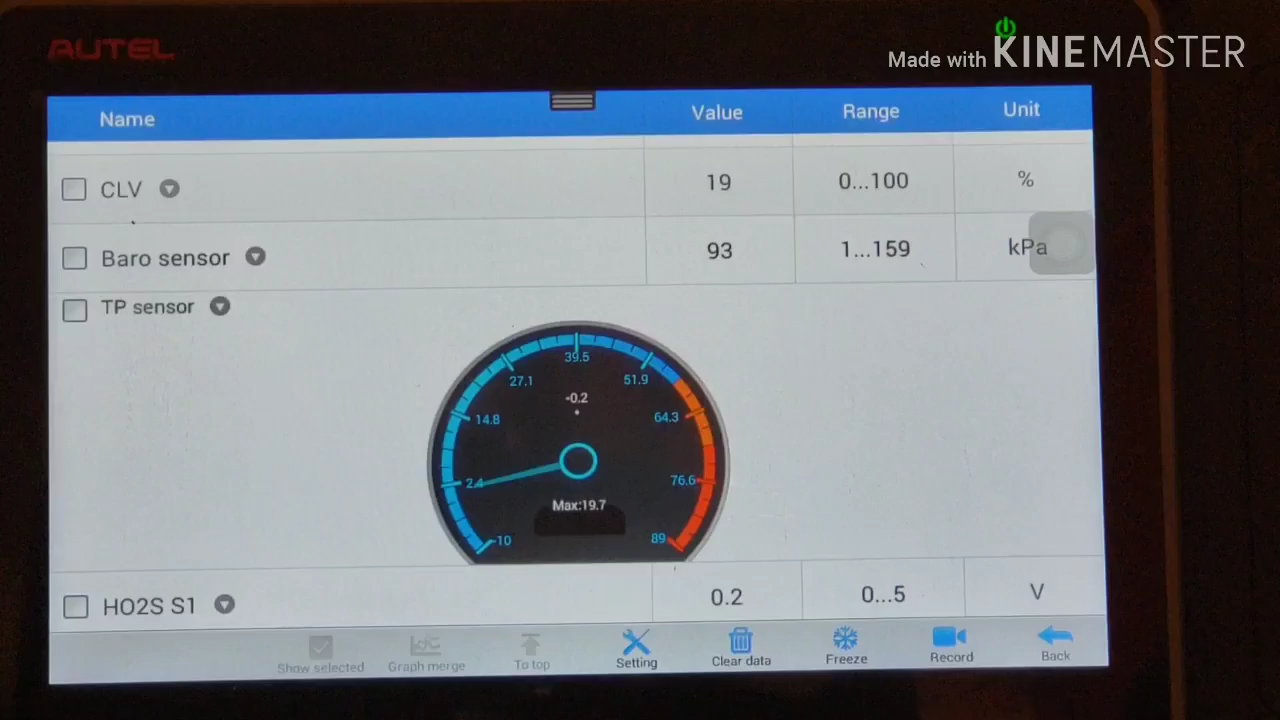 AUTEL
Made with KINEMASTER
Name Value Range Unit
CLV 19 0...100 %
Baro sensor 93 1...159 kPa
TP sensor
39.5
27.1 51.9
-0.2
14.8 64.3
2.4 76.6
Max:19.7
-10 89
HO2S S1 0.2 0...5 V
Show selected Graph merge To top Setting Clear data Freeze Record Back